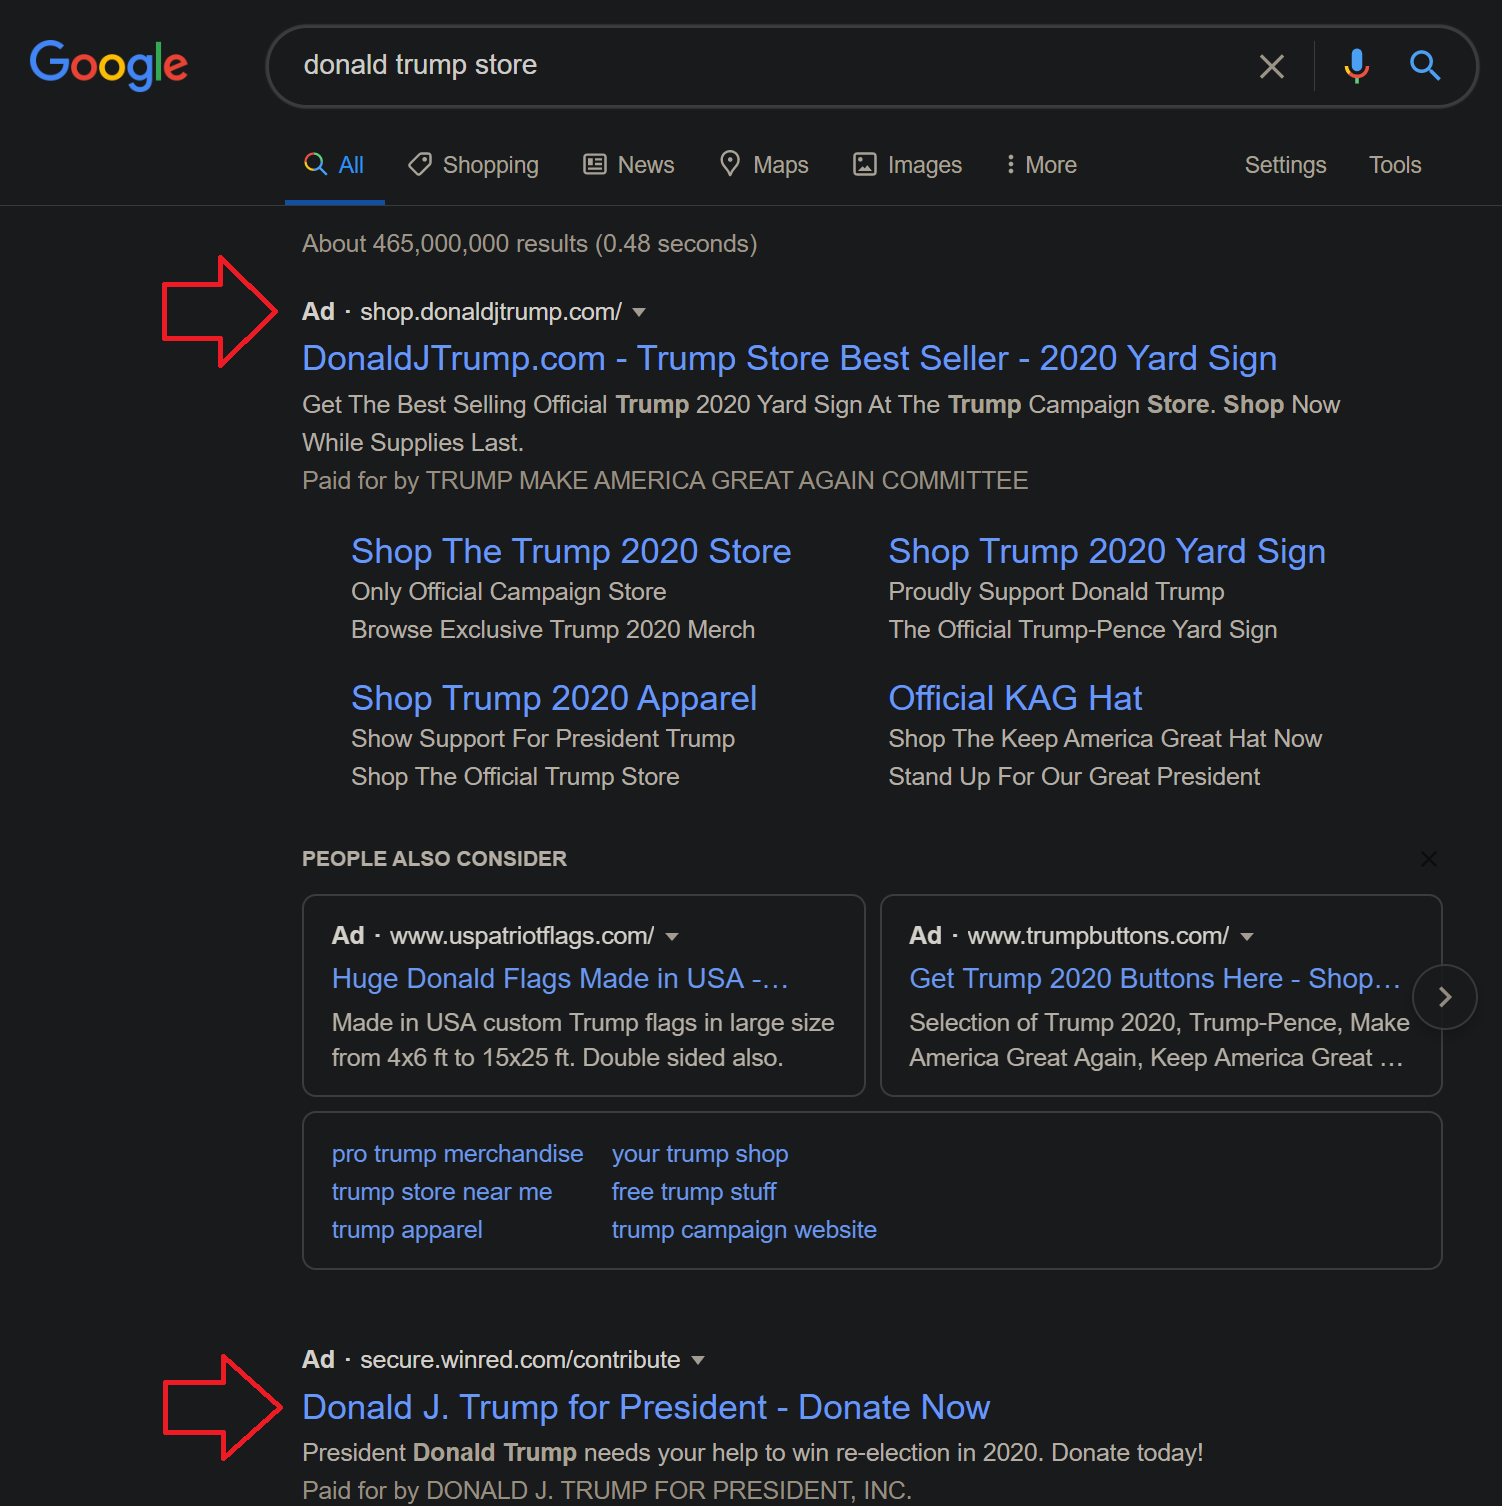 Google
donald trump store
All Shopping News Maps Images More Settings Tools
About 465,000,000 results (0.48 seconds)
Ad · shop.donaldjtrump.com/
DonaldJTrump.com - Trump Store Best Seller - 2020 Yard Sign
Get The Best Selling Official Trump 2020 Yard Sign At The Trump Campaign Store. Shop Now
While Supplies Last.
Paid for by TRUMP MAKE AMERICA GREAT AGAIN COMMITTEE
Shop The Trump 2020 Store
Only Official Campaign Store
Browse Exclusive Trump 2020 Merch
Shop Trump 2020 Yard Sign
Proudly Support Donald Trump
The Official Trump-Pence Yard Sign
Shop Trump 2020 Apparel
Show Support For President Trump
Shop The Official Trump Store
Official KAG Hat
Shop The Keep America Great Hat Now
Stand Up For Our Great President
PEOPLE ALSO CONSIDER
Ad · www.uspatriotflags.com/
Huge Donald Flags Made in USA -...
Made in USA custom Trump flags in large size
from 4x6 ft to 15x25 ft. Double sided also.
Ad · www.trumpbuttons.com/
Get Trump 2020 Buttons Here - Shop...
Selection of Trump 2020, Trump-Pence, Make
America Great Again, Keep America Great ...
pro trump merchandise
trump store near me
trump apparel
your trump shop
free trump stuff
trump campaign website
Ad · secure.winred.com/contribute
Donald J. Trump for President - Donate Now
President Donald Trump needs your help to win re-election in 2020. Donate today!
Paid for by DONALD J. TRUMP FOR PRESIDENT, INC.